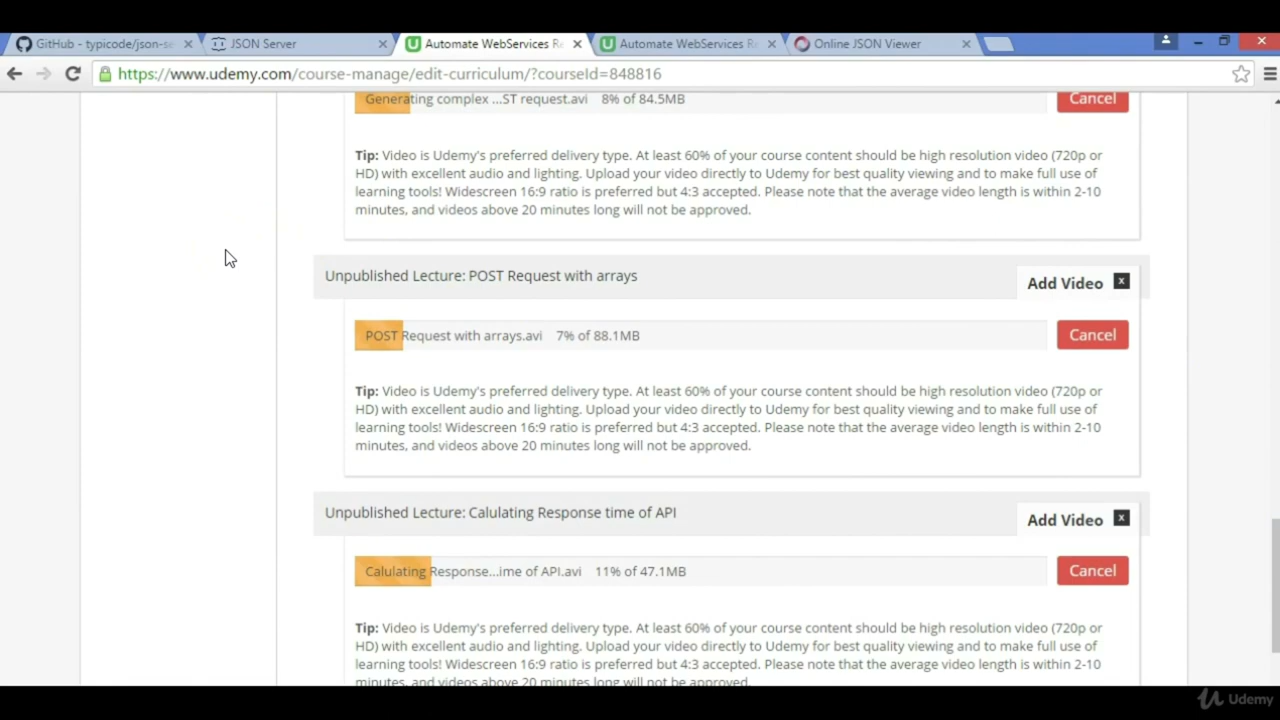 GitHub - typicode/json-se
JSON Server
Automate WebServices Re
Automate WebServices Re
Online JSON Viewer
https://www.udemy.com/course-manage/edit-curriculum/?courseId=848816
Generating complex ...ST request.avi 8% of 84.5MB
Cancel
Tip: Video is Udemy's preferred delivery type. At least 60% of your course content should be high resolution video (720p or
HD) with excellent audio and lighting. Upload your video directly to Udemy for best quality viewing and to make full use of
learning tools! Widescreen 16:9 ratio is preferred but 4:3 accepted. Please note that the average video length is within 2-10
minutes, and videos above 20 minutes long will not be approved.
Unpublished Lecture: POST Request with arrays
Add Video x
POST Request with arrays.avi 7% of 88.1MB
Cancel
Tip: Video is Udemy's preferred delivery type. At least 60% of your course content should be high resolution video (720p or
HD) with excellent audio and lighting. Upload your video directly to Udemy for best quality viewing and to make full use of
learning tools! Widescreen 16:9 ratio is preferred but 4:3 accepted. Please note that the average video length is within 2-10
minutes, and videos above 20 minutes long will not be approved.
Unpublished Lecture: Calulating Response time of API
Add Video x
Calulating Response...ime of API.avi 11% of 47.1MB
Cancel
Tip: Video is Udemy's preferred delivery type. At least 60% of your course content should be high resolution video (720p or
HD) with excellent audio and lighting. Upload your video directly to Udemy for best quality viewing and to make full use of
learning tools! Widescreen 16:9 ratio is preferred but 4:3 accepted. Please note that the average video length is within 2-10
minutes, and videos above 20 minutes long will not be approved.
Udemy